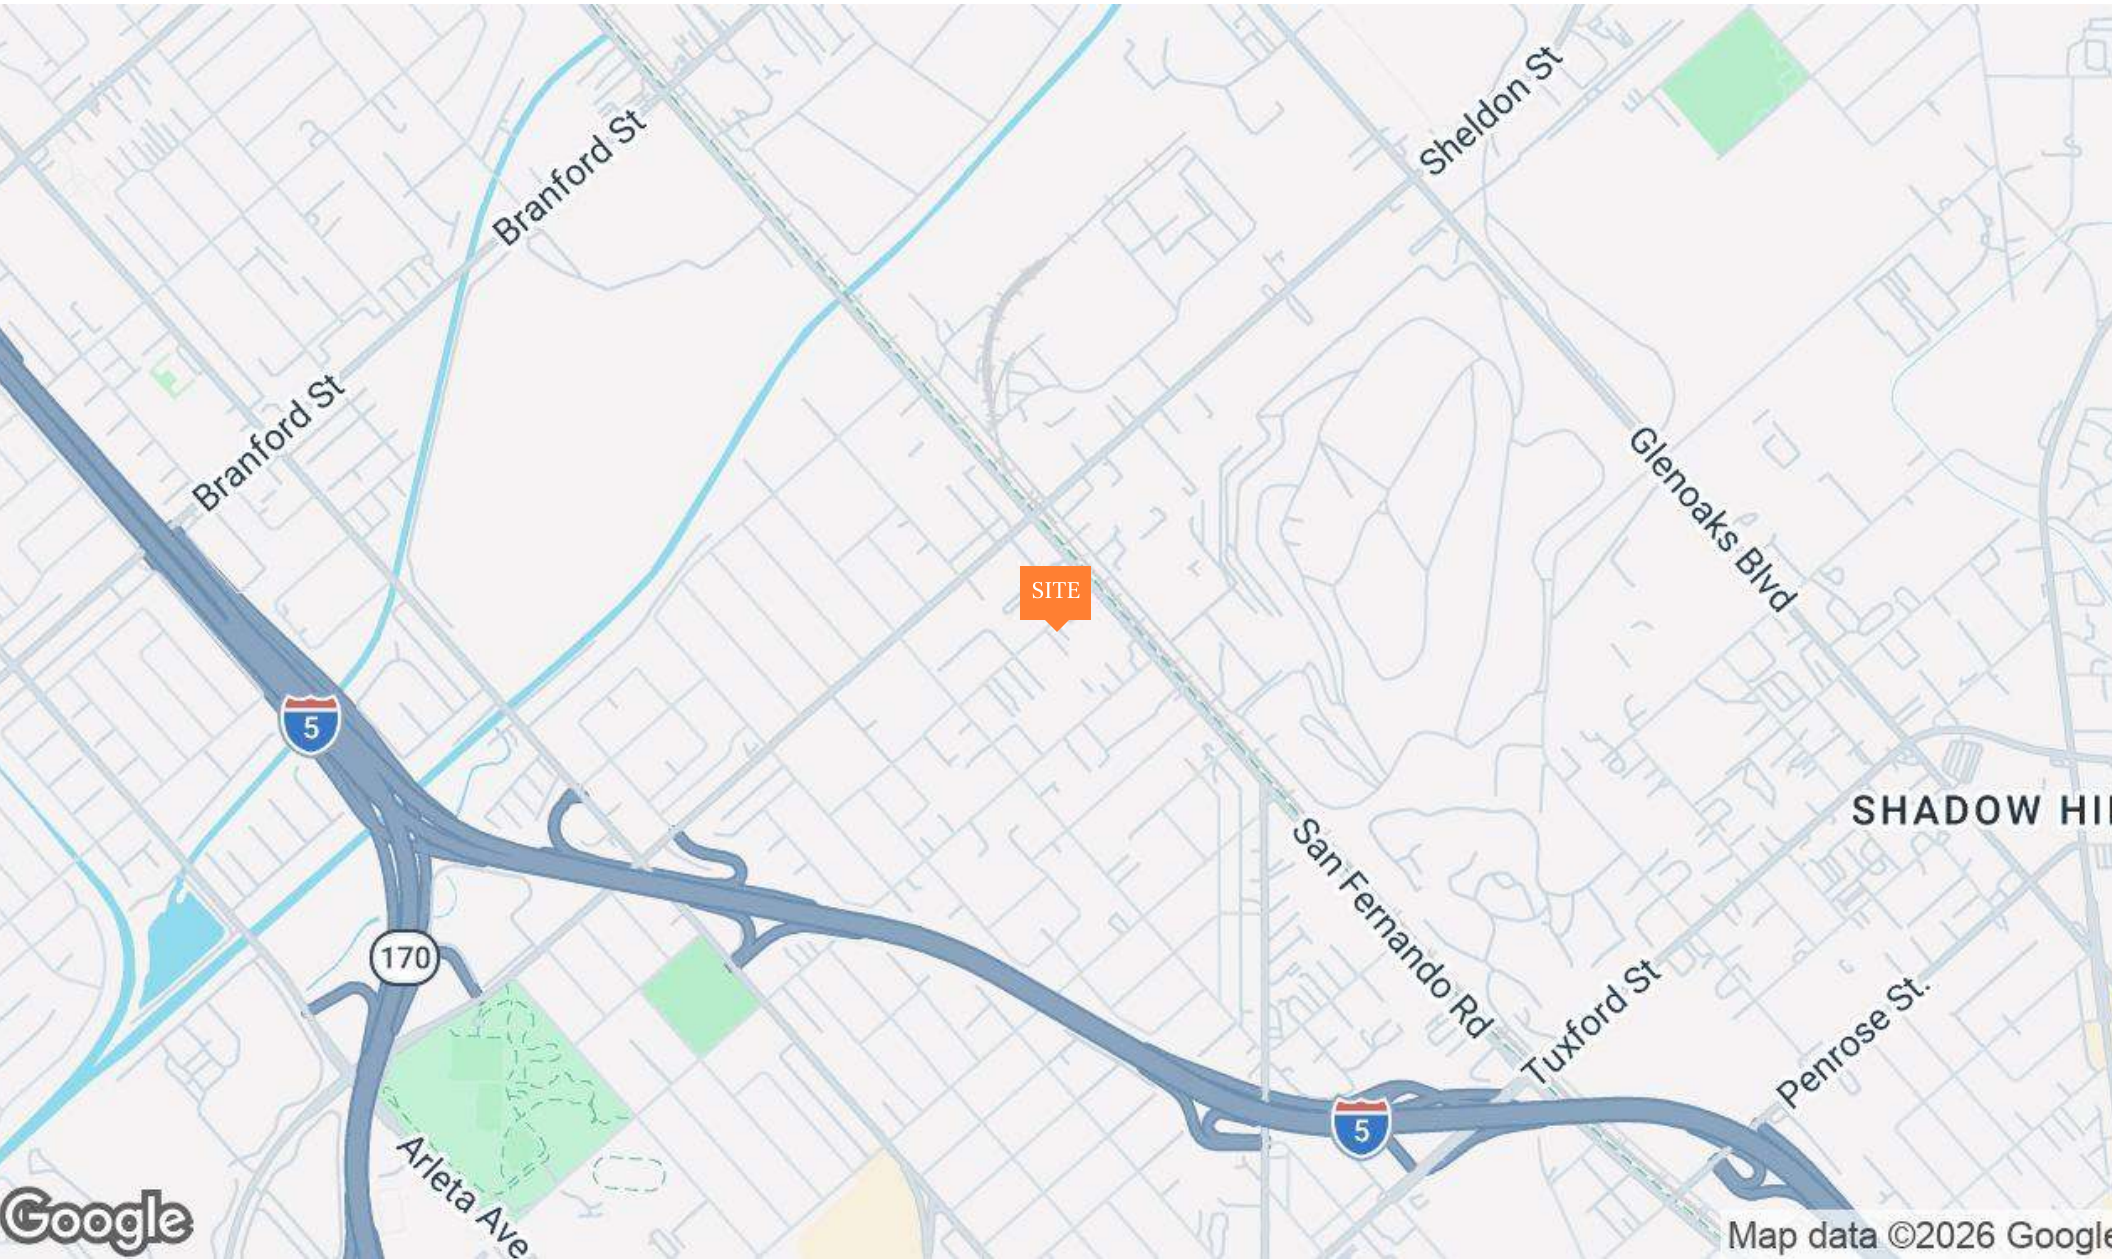 Sheldon St
Branford St
Branford St
Glenoaks Blvd
SITE
5
SHADOW HI
San Fernando Rd
170
Tuxford St
Penrose St.
5
Arleta Ave
Google
Map data ©2026 Google